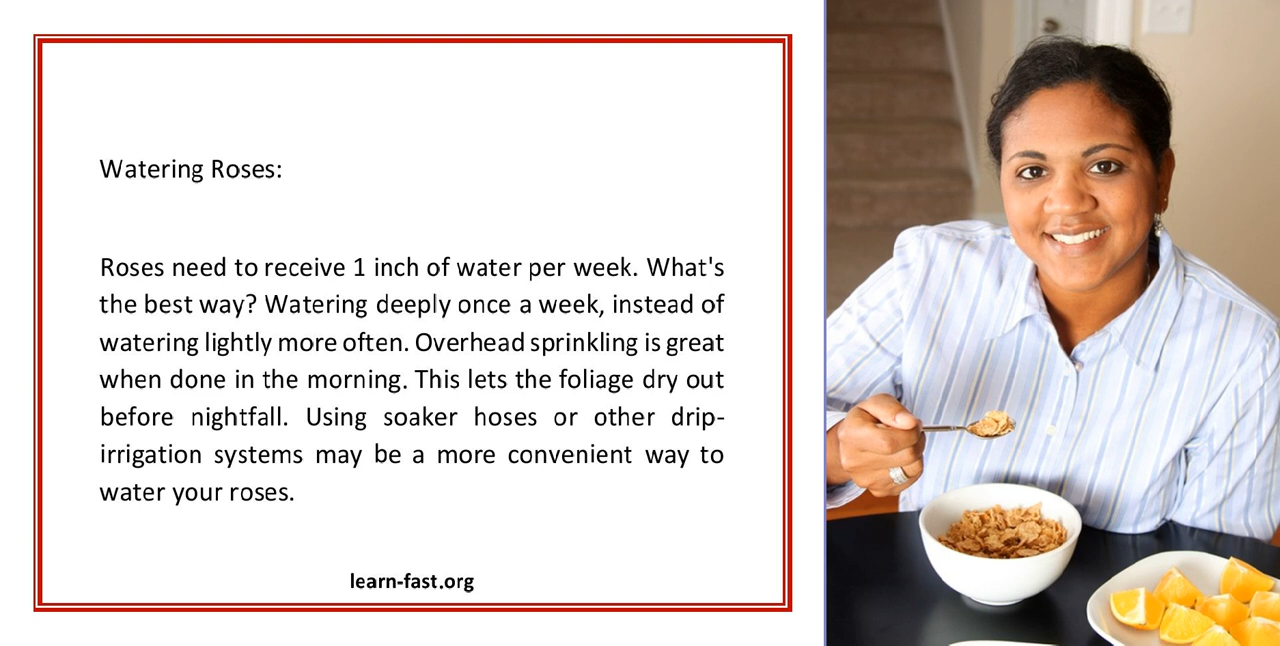 Watering Roses:
Roses need to receive 1 inch of water per week. What's
the best way? Watering deeply once a week, instead of
watering lightly more often. Overhead sprinkling is great
when done in the morning. This lets the foliage dry out
before nightfall. Using soaker hoses or other drip-
irrigation systems may be a more convenient way to
water your roses.
learn-fast.org